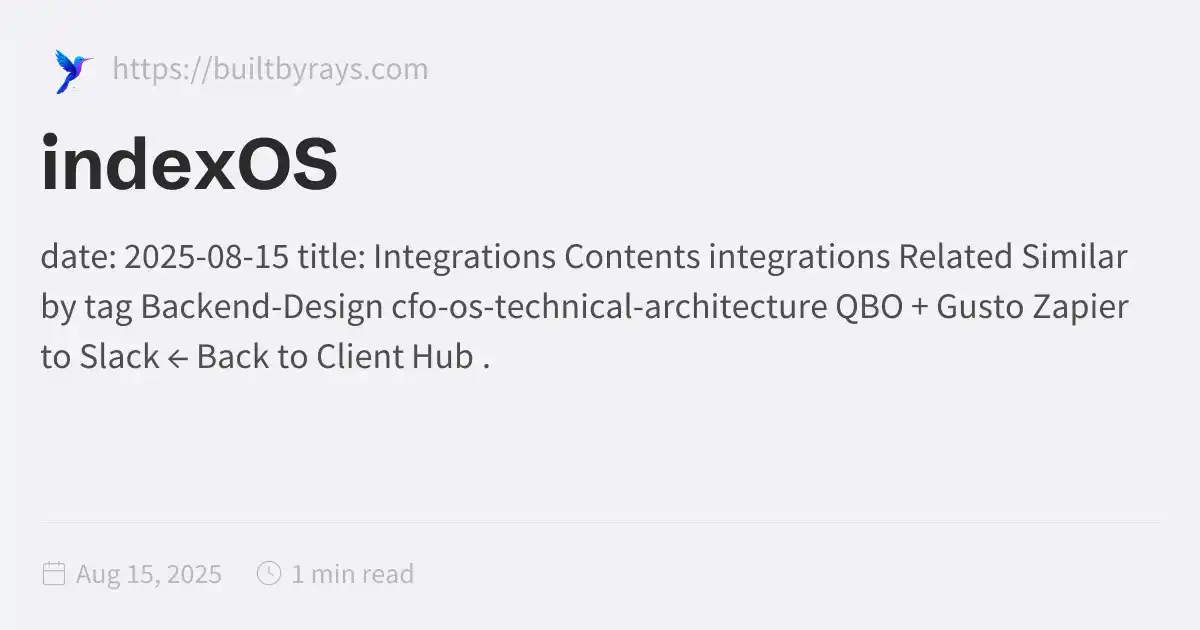 https://builtbyrays.com
indexOS
date: 2025-08-15 title: Integrations Contents integrations Related Similar
by tag Backend-Design cfo-os-technical-architecture QBO + Gusto Zapier
to Slack ← Back to Client Hub .
Aug 15, 2025 1 min read